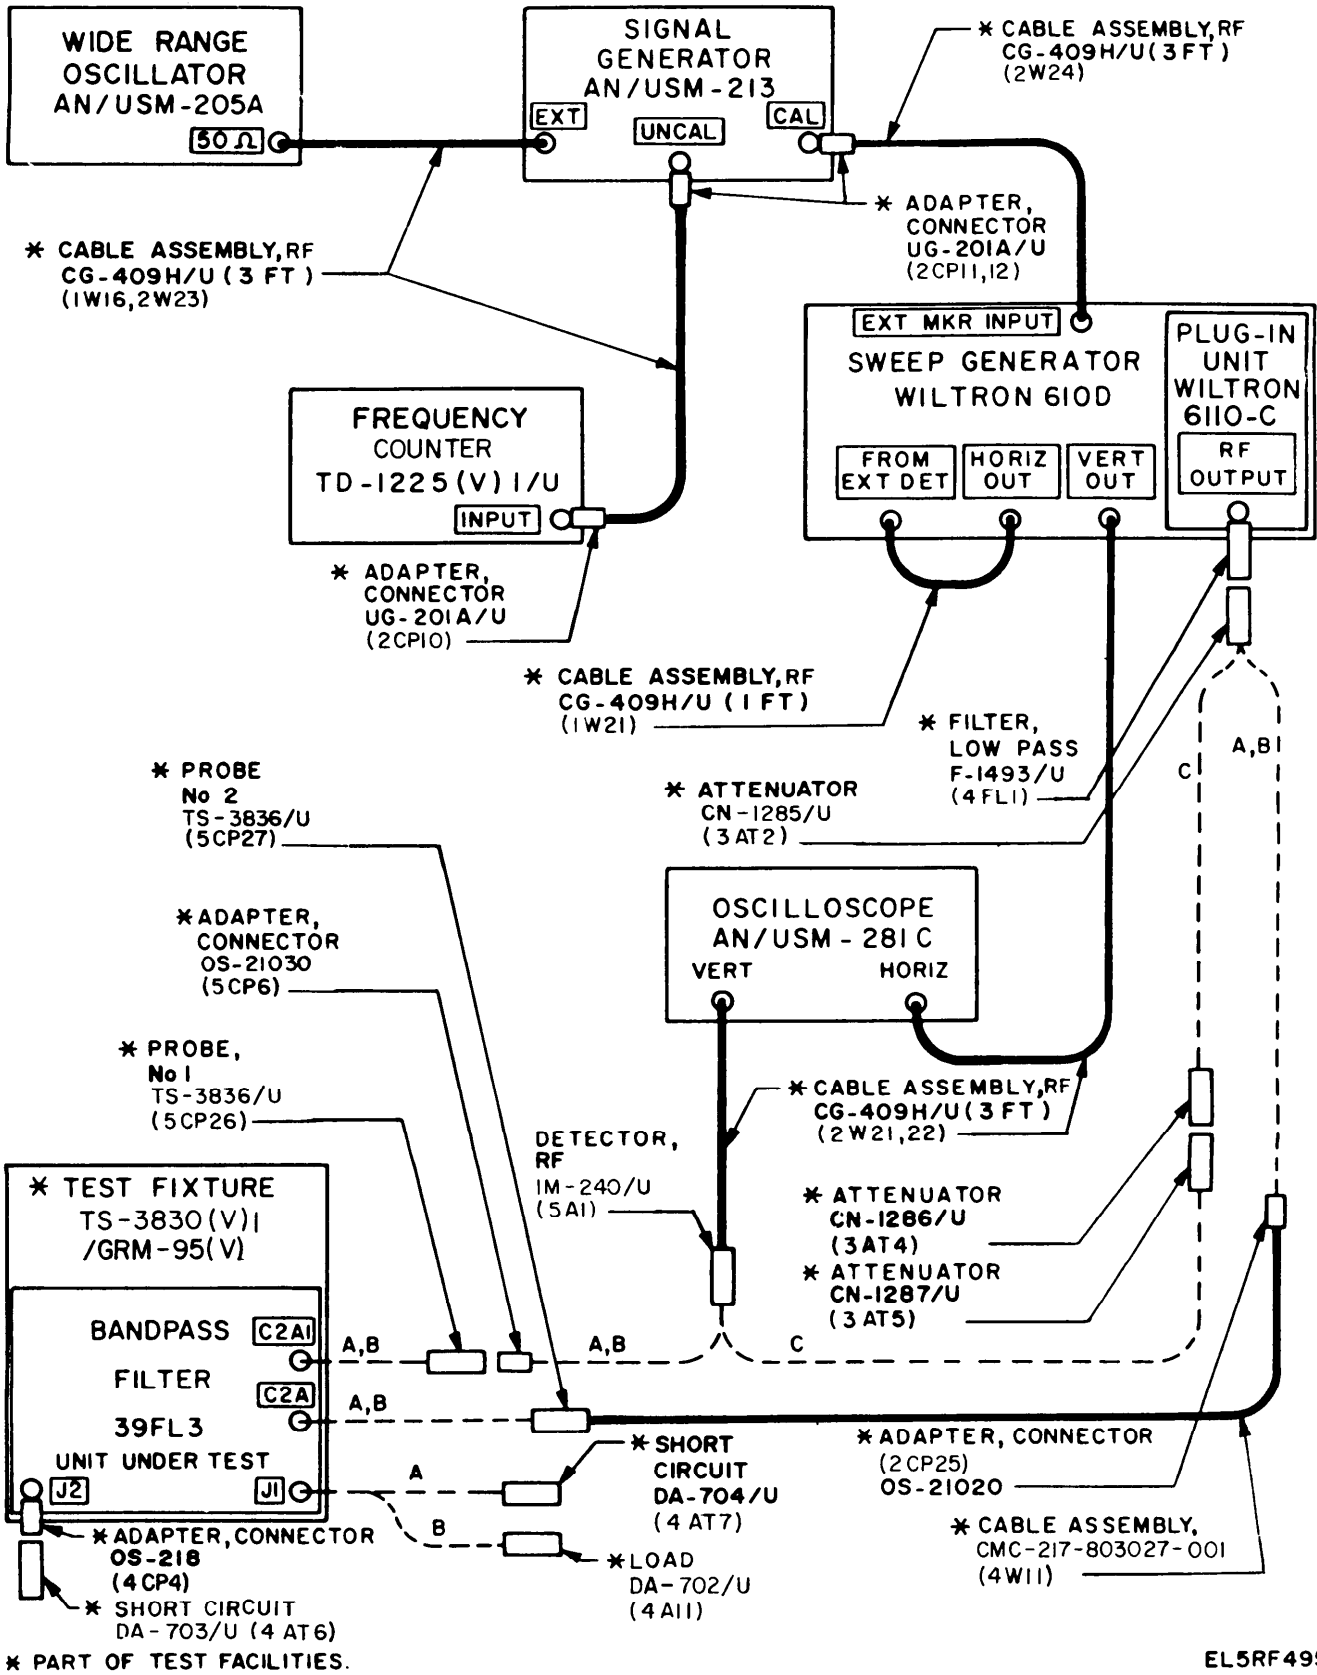 WIDE RANGE
OSCILLATOR
AN/USM-205A
50Ω
SIGNAL
GENERATOR
AN/USM-213
EXT
UNCAL
CAL
* CABLE ASSEMBLY,RF
CG-409H/U(3FT)
(2W24)
* ADAPTER,
CONNECTOR
UG-201A/U
(2CP11,12)
* CABLE ASSEMBLY,RF
CG-409H/U (3 FT)
(1W16,2W23)
EXT MKR INPUT
SWEEP GENERATOR
WILTRON 610D
PLUG-IN
UNIT
WILTRON
6110-C
RF
OUTPUT
FROM
EXT DET
HORIZ
OUT
VERT
OUT
FREQUENCY
COUNTER
TD-1225(V)1/U
INPUT
* ADAPTER,
CONNECTOR
UG-201A/U
(2CP10)
* CABLE ASSEMBLY,RF
CG-409H/U (1 FT)
(1W21)
* FILTER,
LOW PASS
F-1493/U
(4FL1)
C
A,B
* PROBE
No 2
TS-3836/U
(5CP27)
* ATTENUATOR
CN-1285/U
(3AT2)
* ADAPTER,
CONNECTOR
OS-21030
(5CP6)
OSCILLOSCOPE
AN/USM-281C
VERT
HORIZ
* PROBE,
No 1
TS-3836/U
(5CP26)
* CABLE ASSEMBLY,RF
CG-409H/U(3FT)
(2W21,22)
DETECTOR,
RF
IM-240/U
(5A1)
* ATTENUATOR
CN-1286/U
(3AT4)
* ATTENUATOR
CN-1287/U
(3AT5)
* TEST FIXTURE
TS-3830(V)1
/GRM-95(V)
BANDPASS
FILTER
39FL3
UNIT UNDER TEST
C2A1
C2A
J2
J1
A,B
A,B
C
A,B
A
B
* SHORT
CIRCUIT
DA-704/U
(4AT7)
* ADAPTER, CONNECTOR
(2CP25)
OS-21020
* ADAPTER, CONNECTOR
OS-218
(4CP4)
* LOAD
DA-702/U
(4A11)
* CABLE ASSEMBLY,
CMC-217-803027-001
(4W11)
* SHORT CIRCUIT
DA-703/U (4AT6)
* PART OF TEST FACILITIES.